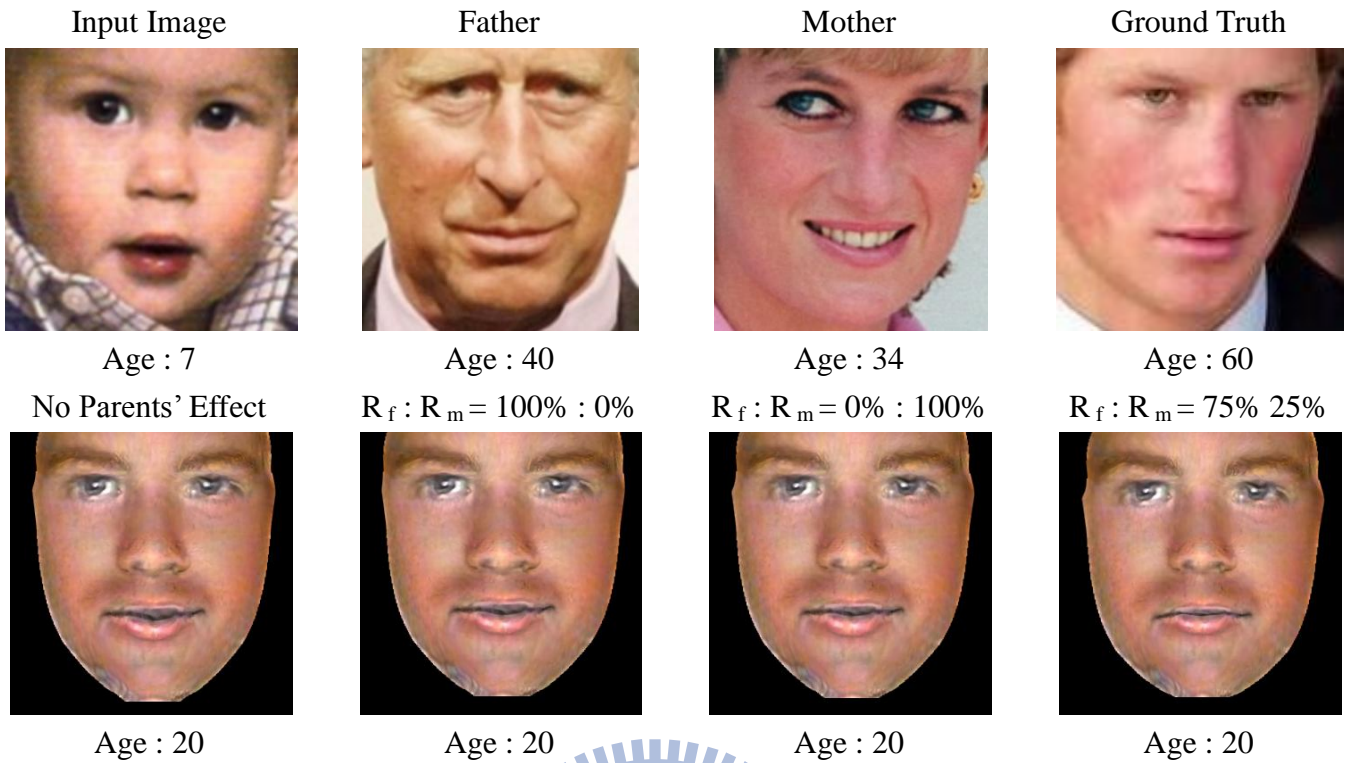 Input Image Father Mother Ground Truth
Age : 7 Age : 40 Age : 34 Age : 60
No Parents’ Effect R f : R m = 100% : 0% R f : R m = 0% : 100% R f : R m = 75% 25%
Age : 20 Age : 20 Age : 20 Age : 20